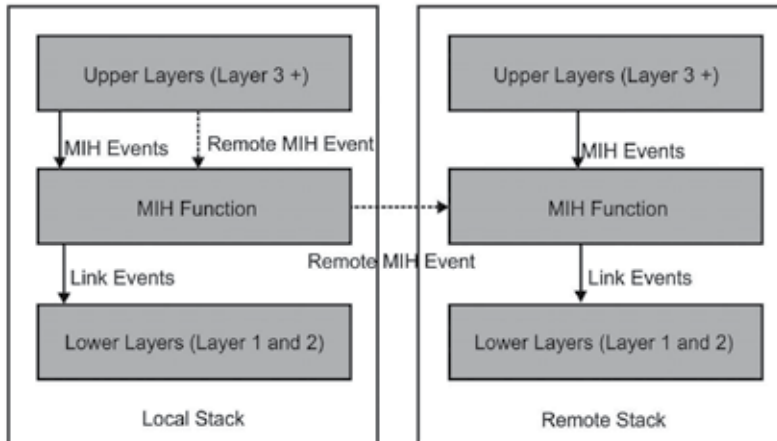 Upper Layers (Layer 3 +)
Upper Layers (Layer 3 +)
MIH Events
Remote MIH Event
MIH Events
MIH Function
MIH Function
Remote MIH Event
Link Events
Link Events
Lower Layers (Layer 1 and 2)
Lower Layers (Layer 1 and 2)
Local Stack
Remote Stack